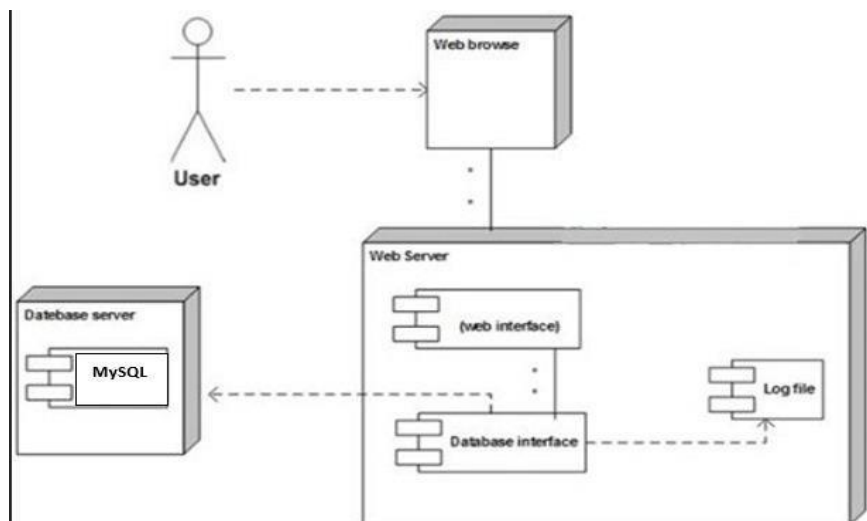 Web browse
User
Web Server
(web interface)
Datebase server
MySQL
Log file
Database interface